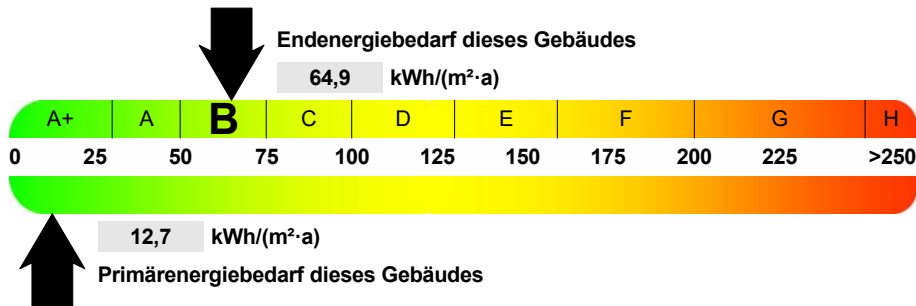 Endenergiebedarf dieses Gebäudes
64,9 kWh/(m²·a)
A+ A B C D E F G H
0 25 50 75 100 125 150 175 200 225 >250
12,7 kWh/(m²·a)
Primärenergiebedarf dieses Gebäudes